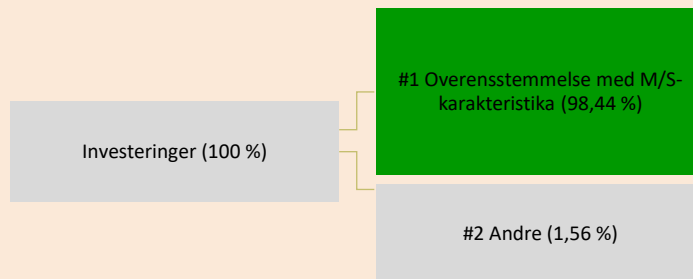 #1 Overensstemmelse med M/S-
karakteristika (98,44 %)
Investeringer (100 %)
#2 Andre (1,56 %)